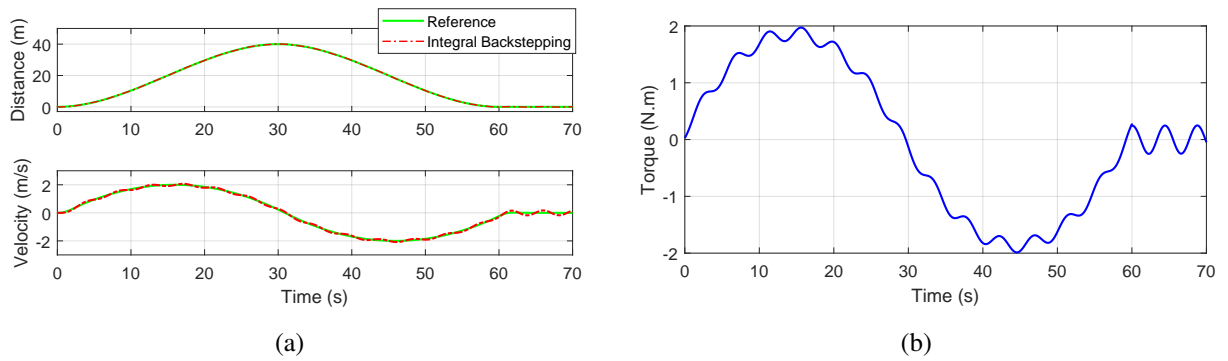 Reference
Integral Backstepping
Distance (m)
40
20
0
0 10 20 30 40 50 60 70
Velocity (m/s)
2
0
-2
0 10 20 30 40 50 60 70
Time (s)
(a)
Torque (N.m)
2
1
0
-1
-2
0 10 20 30 40 50 60 70
Time (s)
(b)